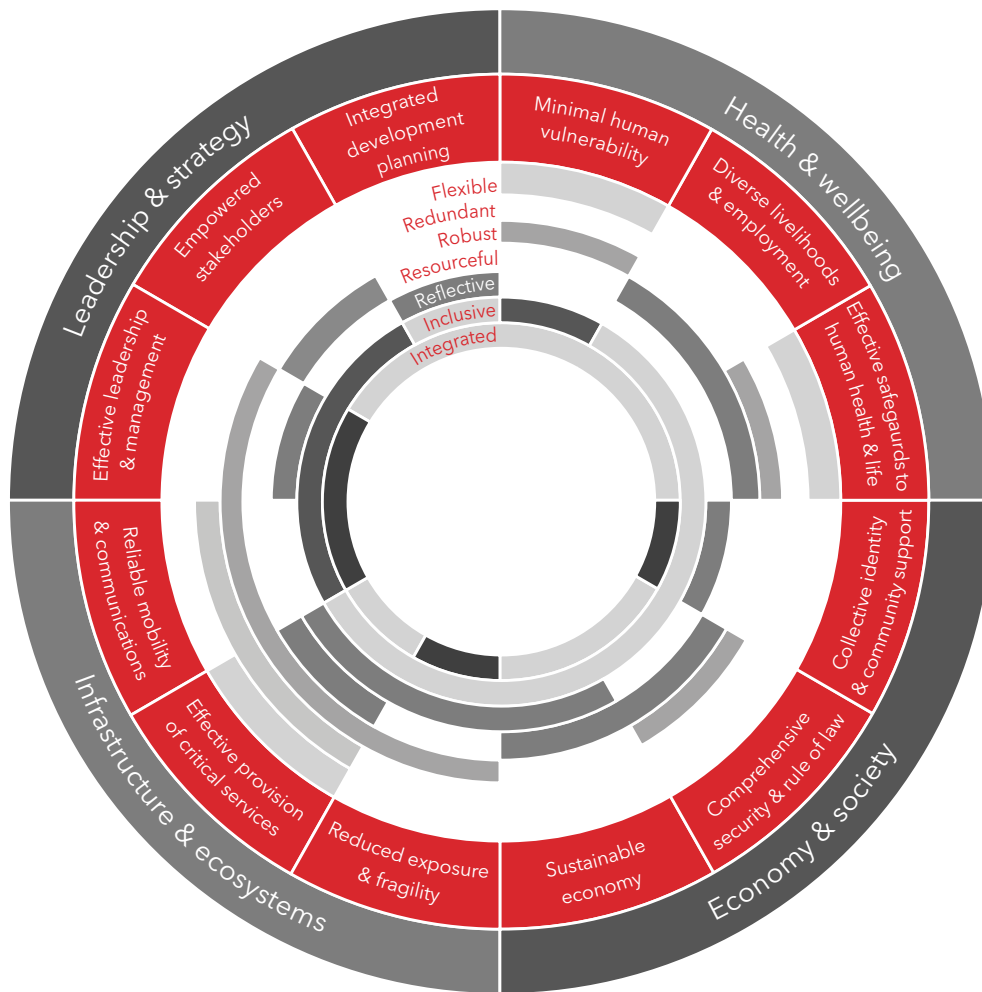 Leadership & strategy
Health & wellbeing
Economy & society
Infrastructure & ecosystems
Integrated
development
planning
Minimal human
vulnerability
Diverse livelihoods
& employment
Effective safegaurds to
human health & life
Collective identity
& community support
Comprehensive
security & rule of law
Sustainable
economy
Reduced exposure
& fragility
Effective provision
of critical services
Reliable mobility
& communications
Effective leadership
& management
Empowered
stakeholders
Flexible
Redundant
Robust
Resourceful
Reflective
Inclusive
Integrated